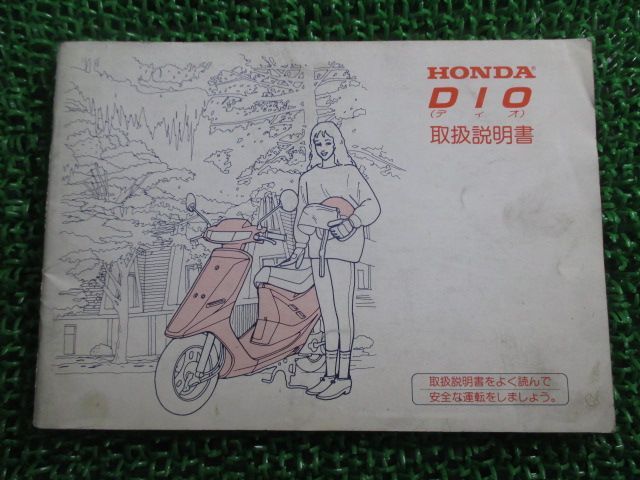 HONDA®
DIO
(ディオ)
取扱説明書
取扱説明書をよく読んで
安全な運転をしましょう。